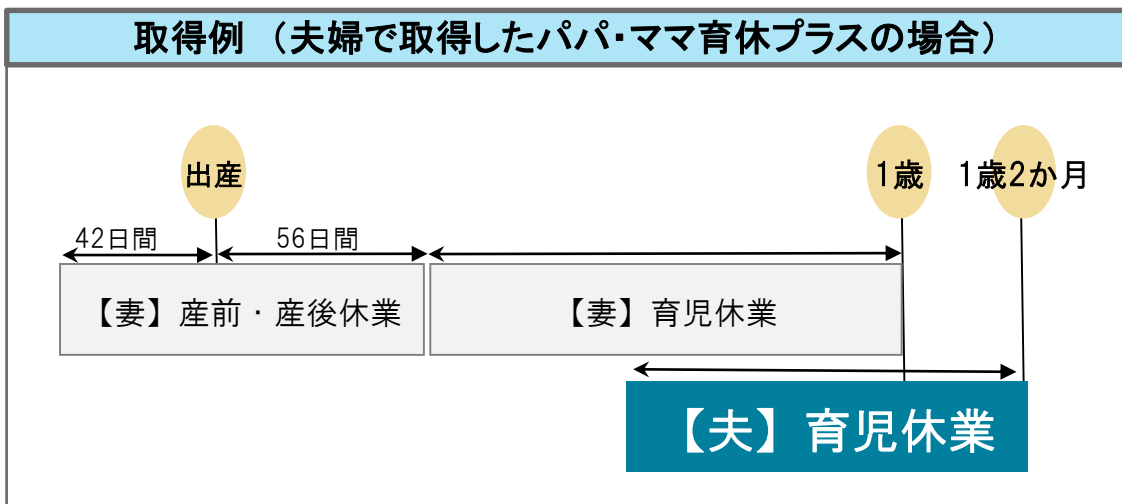 取得例 （夫婦で取得したパパ・ママ育休プラスの場合）
出産
1歳
1歳2か月
42日間
56日間
【妻】産前・産後休業
【妻】育児休業
【夫】育児休業